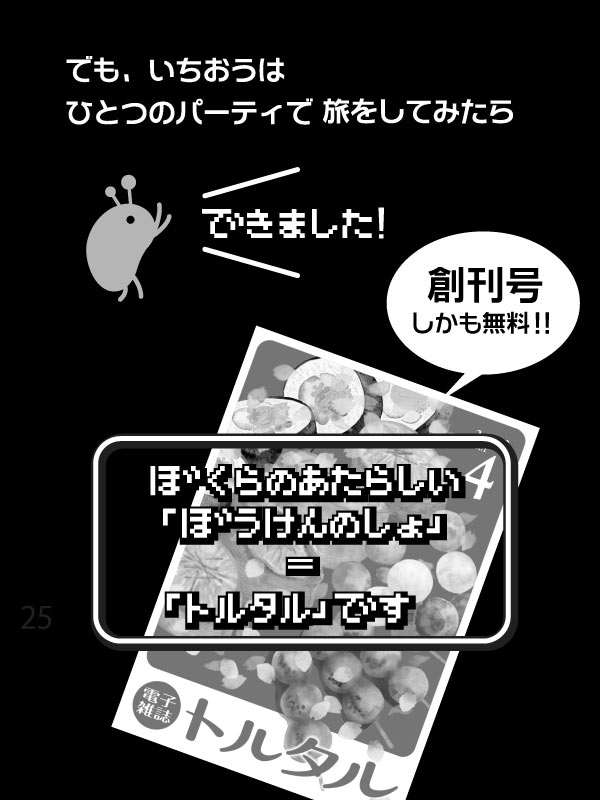 でも、いちおうは
ひとつのパーティで 旅をしてみたら
できました!
創刊号
しかも無料!!
4
ぼくらのあたらしい
「ぼうけんのしょ」
=
「トルタル」です
25
電子
雑誌
トルタル